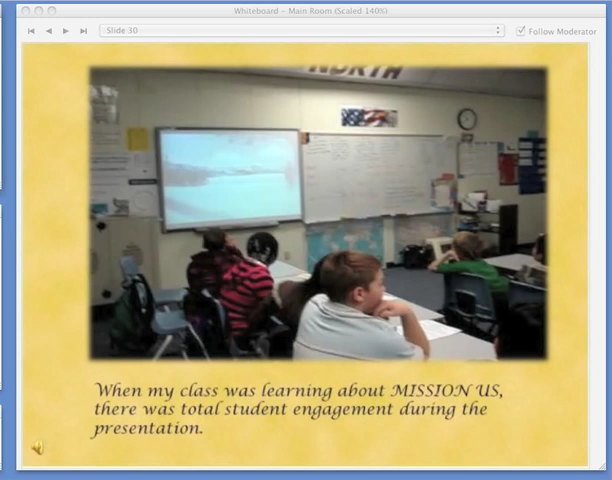 Whiteboard – Main Room (Scaled 140%)
Slide 30
Follow Moderator
NORTH
When my class was learning about MISSION US,
there was total student engagement during the
presentation.